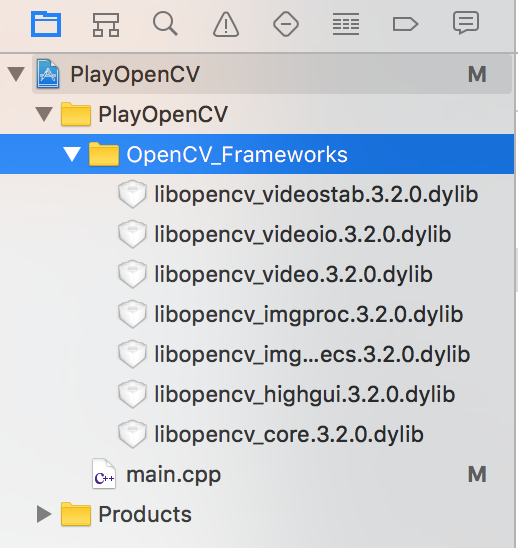 PlayOpenCV M
PlayOpenCV
OpenCV_Frameworks
libopencv_videostab.3.2.0.dylib
libopencv_videoio.3.2.0.dylib
libopencv_video.3.2.0.dylib
libopencv_imgproc.3.2.0.dylib
libopencv_img...ecs.3.2.0.dylib
libopencv_highgui.3.2.0.dylib
libopencv_core.3.2.0.dylib
C++ main.cpp M
Products